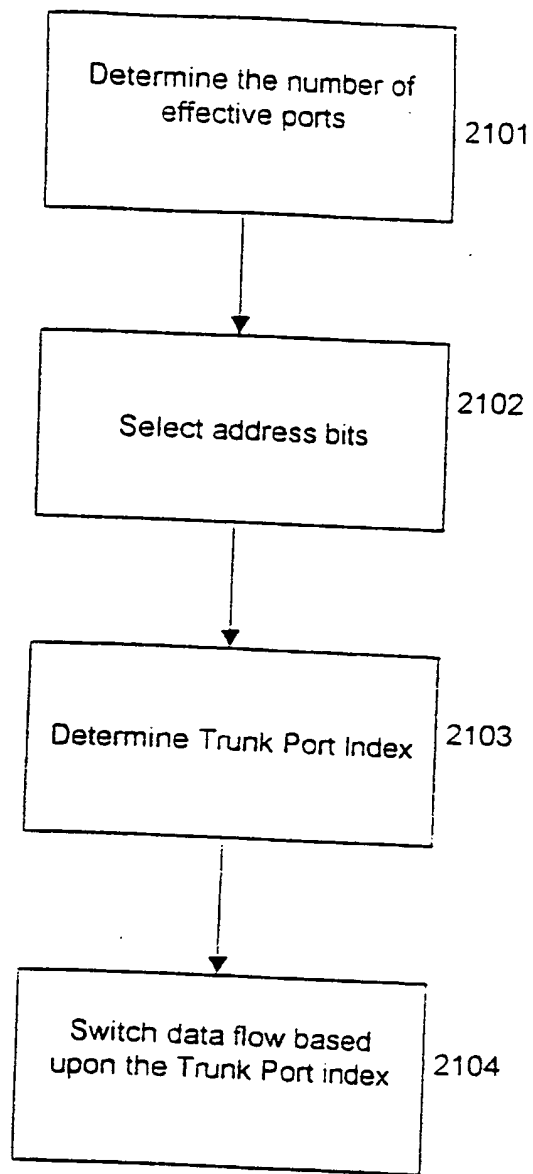 Determine the number of
effective ports
2101
Select address bits
2102
Determine Trunk Port Index
2103
Switch data flow based
upon the Trunk Port index
2104